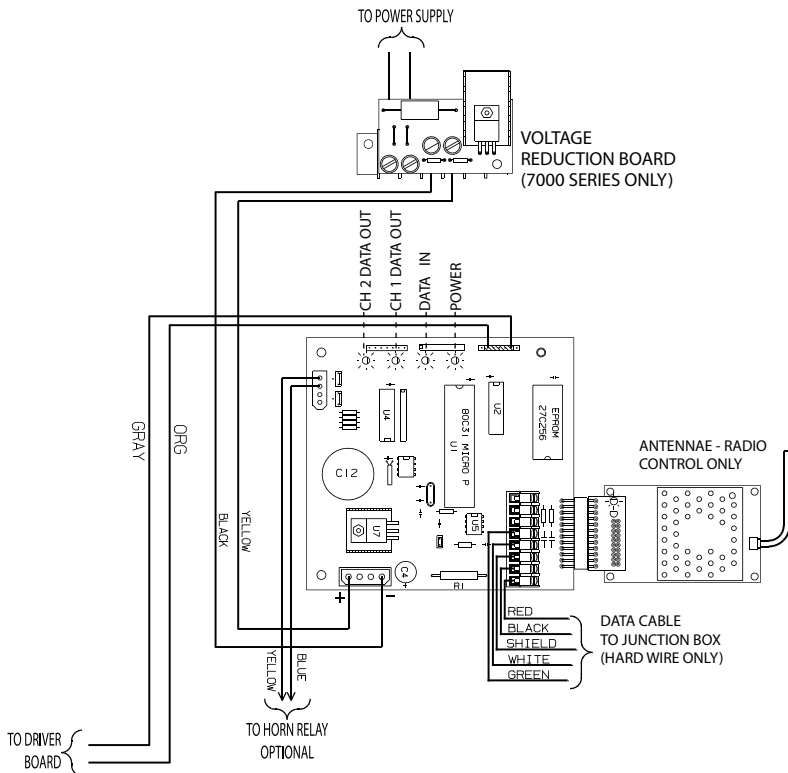 TO POWER SUPPLY
VOLTAGE
REDUCTION BOARD
(7000 SERIES ONLY)
CH 2 DATA OUT
CH 1 DATA OUT
DATA IN
POWER
GRAY
ORG
BLACK
YELLOW
U4
80C31 MICRO P
U1
U2
EPROM
27C256
C12
U7
U5
C4
+
R1
+
-
D
ANTENNAE - RADIO
CONTROL ONLY
RED
BLACK
SHIELD
WHITE
GREEN
DATA CABLE
TO JUNCTION BOX
(HARD WIRE ONLY)
YELLOW
BLUE
TO HORN RELAY
OPTIONAL
TO DRIVER
BOARD